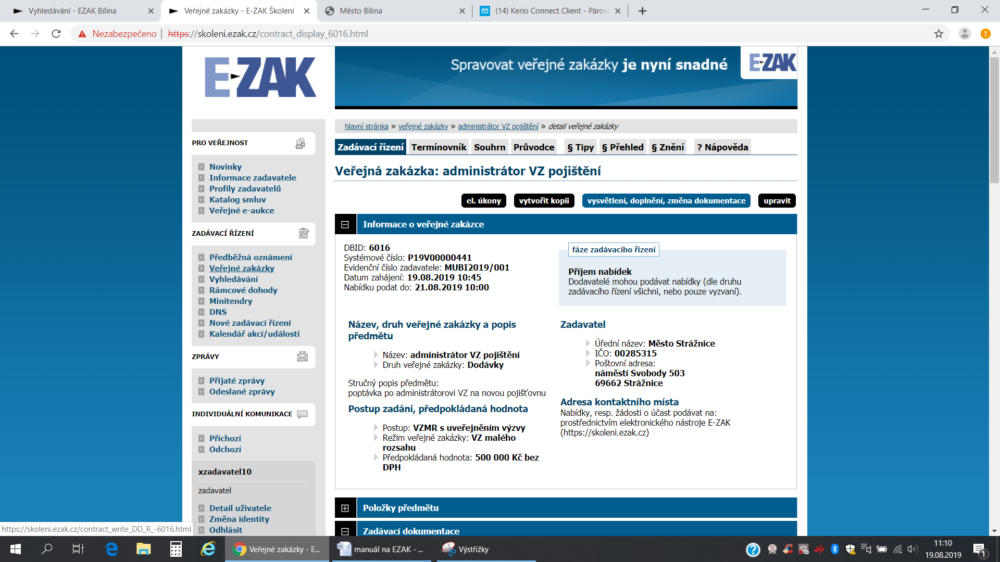 Vyhledávání - EZAK Bílina
Veřejné zakázky - E-ZAK Školení
Město Bílina
(14) Kerio Connect Client - Párova
Nezabezpečeno | https://skoleni.ezak.cz/contract_display_6016.html
E-ZAK
Spravovat veřejné zakázky je nyní snadné
E-ZAK
hlavní stránka » veřejné zakázky » administrátor VZ pojištění » detail veřejné zakázky
Zadávací řízení
Termínovník
Souhrn
Průvodce
§ Tipy
§ Přehled
§ Znění
? Nápověda
Veřejná zakázka: administrátor VZ pojištění
el. úkony
vytvořit kopii
vysvětlení, doplnění, změna dokumentace
upravit
PRO VEŘEJNOST
Novinky
Informace zadavatele
Profily zadavatelů
Katalog smluv
Veřejné e-aukce
ZADÁVACÍ ŘÍZENÍ
Předběžná oznámení
Veřejné zakázky
Vyhledávání
Rámcové dohody
Minitendry
DNS
Nové zadávací řízení
Kalendář akcí/událostí
ZPRÁVY
Přijaté zprávy
Odeslané zprávy
INDIVIDUÁLNÍ KOMUNIKACE
Příchozí
Odchozí
xzadavatel10
zadavatel
Detail uživatele
Změna identity
Odhlásit
Informace o veřejné zakázce
DBID: 6016
Systémové číslo: P19V00000441
Evidenční číslo zadavatele: MUBI2019/001
Datum zahájení: 19.08.2019 10:45
Nabídku podat do: 21.08.2019 10:00
fáze zadávacího řízení
Příjem nabídek
Dodavatelé mohou podávat nabídky (dle druhu
zadávacího řízení všichni, nebo pouze vyzvaní).
Název, druh veřejné zakázky a popis
předmětu
Název: administrátor VZ pojištění
Druh veřejné zakázky: Dodávky
Stručný popis předmětu:
poptávka po administrátorovi VZ na novou pojišťovnu
Postup zadání, předpokládaná hodnota
Postup: VZMR s uveřejněním výzvy
Režim veřejné zakázky: VZ malého
rozsahu
Předpokládaná hodnota: 500 000 Kč bez
DPH
Zadavatel
Úřední název: Město Strážnice
IČO: 00285315
Poštovní adresa:
náměstí Svobody 503
69662 Strážnice
Adresa kontaktního místa
Nabídky, resp. žádosti o účast podávat na:
prostřednictvím elektronického nástroje E-ZAK
(https://skoleni.ezak.cz)
Položky předmětu
Zadávací dokumentace
https://skoleni.ezak.cz/contract_write_DD_R_-6016.html
Veřejné zakázky - E...
manuál na EZAK - ...
Výstřižky
11:10
19.08.2019
1